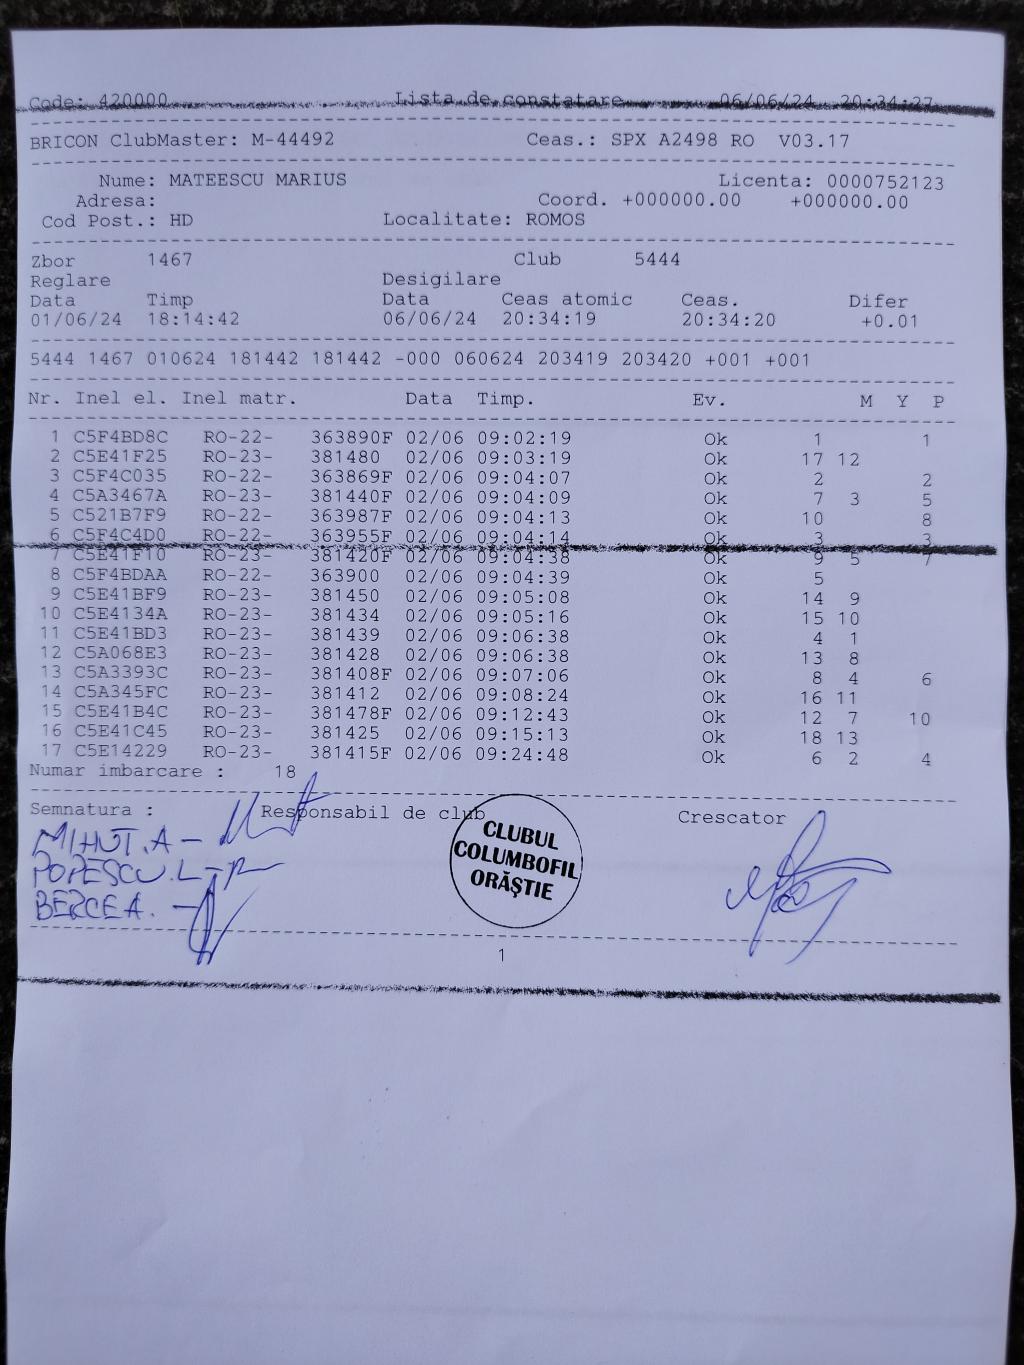 Code: 420000 Lista de constatare 06/06/24 20:34:27
BRICON ClubMaster: M-44492 Ceas.: SPX A2498 RO V03.17
Nume: MATEESCU MARIUS Licenta: 0000752123
Adresa: Coord. +000000.00 +000000.00
Cod Post.: HD Localitate: ROMOS
Zbor 1467 Club 5444
Reglare Desigilare
Data Timp Data Ceas atomic Ceas. Difer
01/06/24 18:14:42 06/06/24 20:34:19 20:34:20 +0.01
5444 1467 010624 181442 181442 -000 060624 203419 203420 +001 +001
Nr. Inel el. Inel matr. Data Timp. Ev. M Y P
1 C5F4BD8C RO-22- 363890F 02/06 09:02:19 Ok 1 1
2 C5E41F25 RO-23- 381480 02/06 09:03:19 Ok 17 12
3 C5F4C035 RO-22- 363869F 02/06 09:04:07 Ok 2 2
4 C5A3467A RO-23- 381440F 02/06 09:04:09 Ok 7 3 5
5 C521B7F9 RO-22- 363987F 02/06 09:04:13 Ok 10 8
6 C5F4C4D0 RO-22- 363955F 02/06 09:04:14 Ok 3 3
7 C5E41F10 RO-23- 381420F 02/06 09:04:38 Ok 9 5 7
8 C5F4BDAA RO-22- 363900 02/06 09:04:39 Ok 5
9 C5E41BF9 RO-23- 381450 02/06 09:05:08 Ok 14 9
10 C5E4134A RO-23- 381434 02/06 09:05:16 Ok 15 10
11 C5E41BD3 RO-23- 381439 02/06 09:06:38 Ok 4 1
12 C5A068E3 RO-23- 381428 02/06 09:06:38 Ok 13 8
13 C5A3393C RO-23- 381408F 02/06 09:07:06 Ok 8 4 6
14 C5A345FC RO-23- 381412 02/06 09:08:24 Ok 16 11
15 C5E41B4C RO-23- 381478F 02/06 09:12:43 Ok 12 7 10
16 C5E41C45 RO-23- 381425 02/06 09:15:13 Ok 18 13
17 C5E14229 RO-23- 381415F 02/06 09:24:48 Ok 6 2 4
Numar imbarcare : 18
Semnatura : Responsabil de club Crescator
MIHUT.A -
POPESCU.L -
BERCEA. -
CLUBUL
COLUMBOFIL
ORĂȘTIE
1